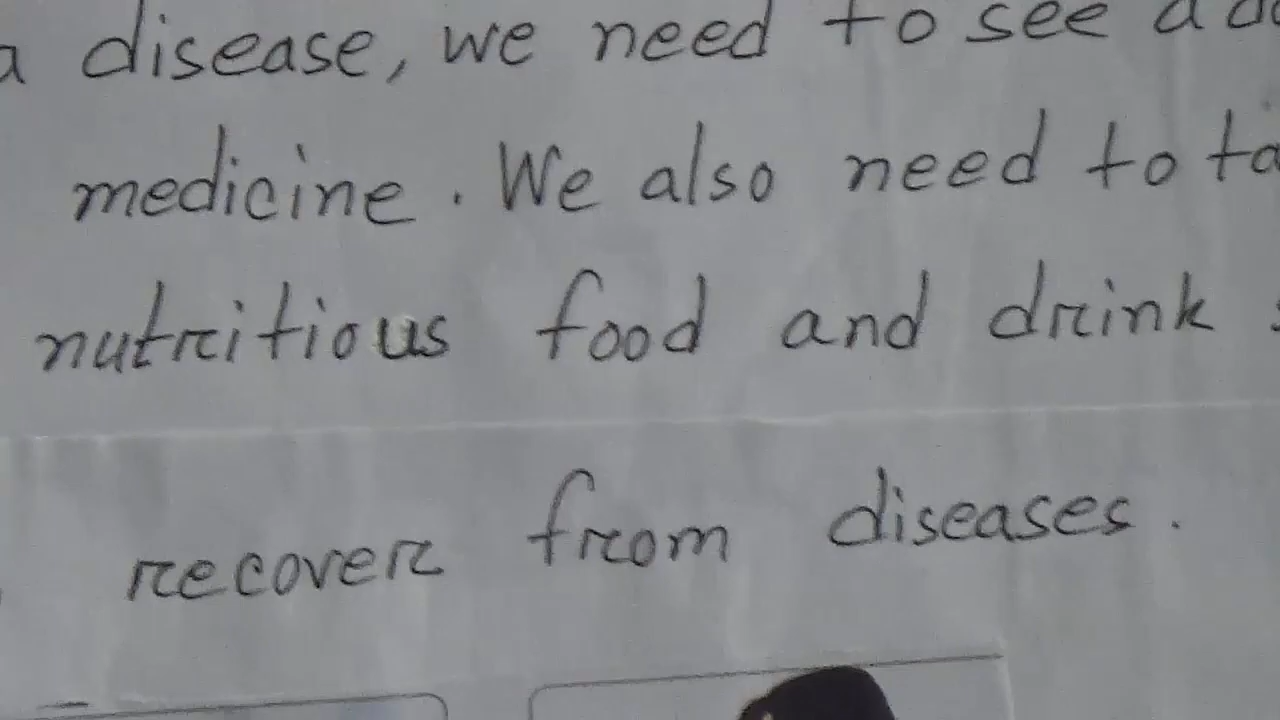 a disease, we need to see a
medicine. We also need to
nutritious food and drink
recover from diseases.